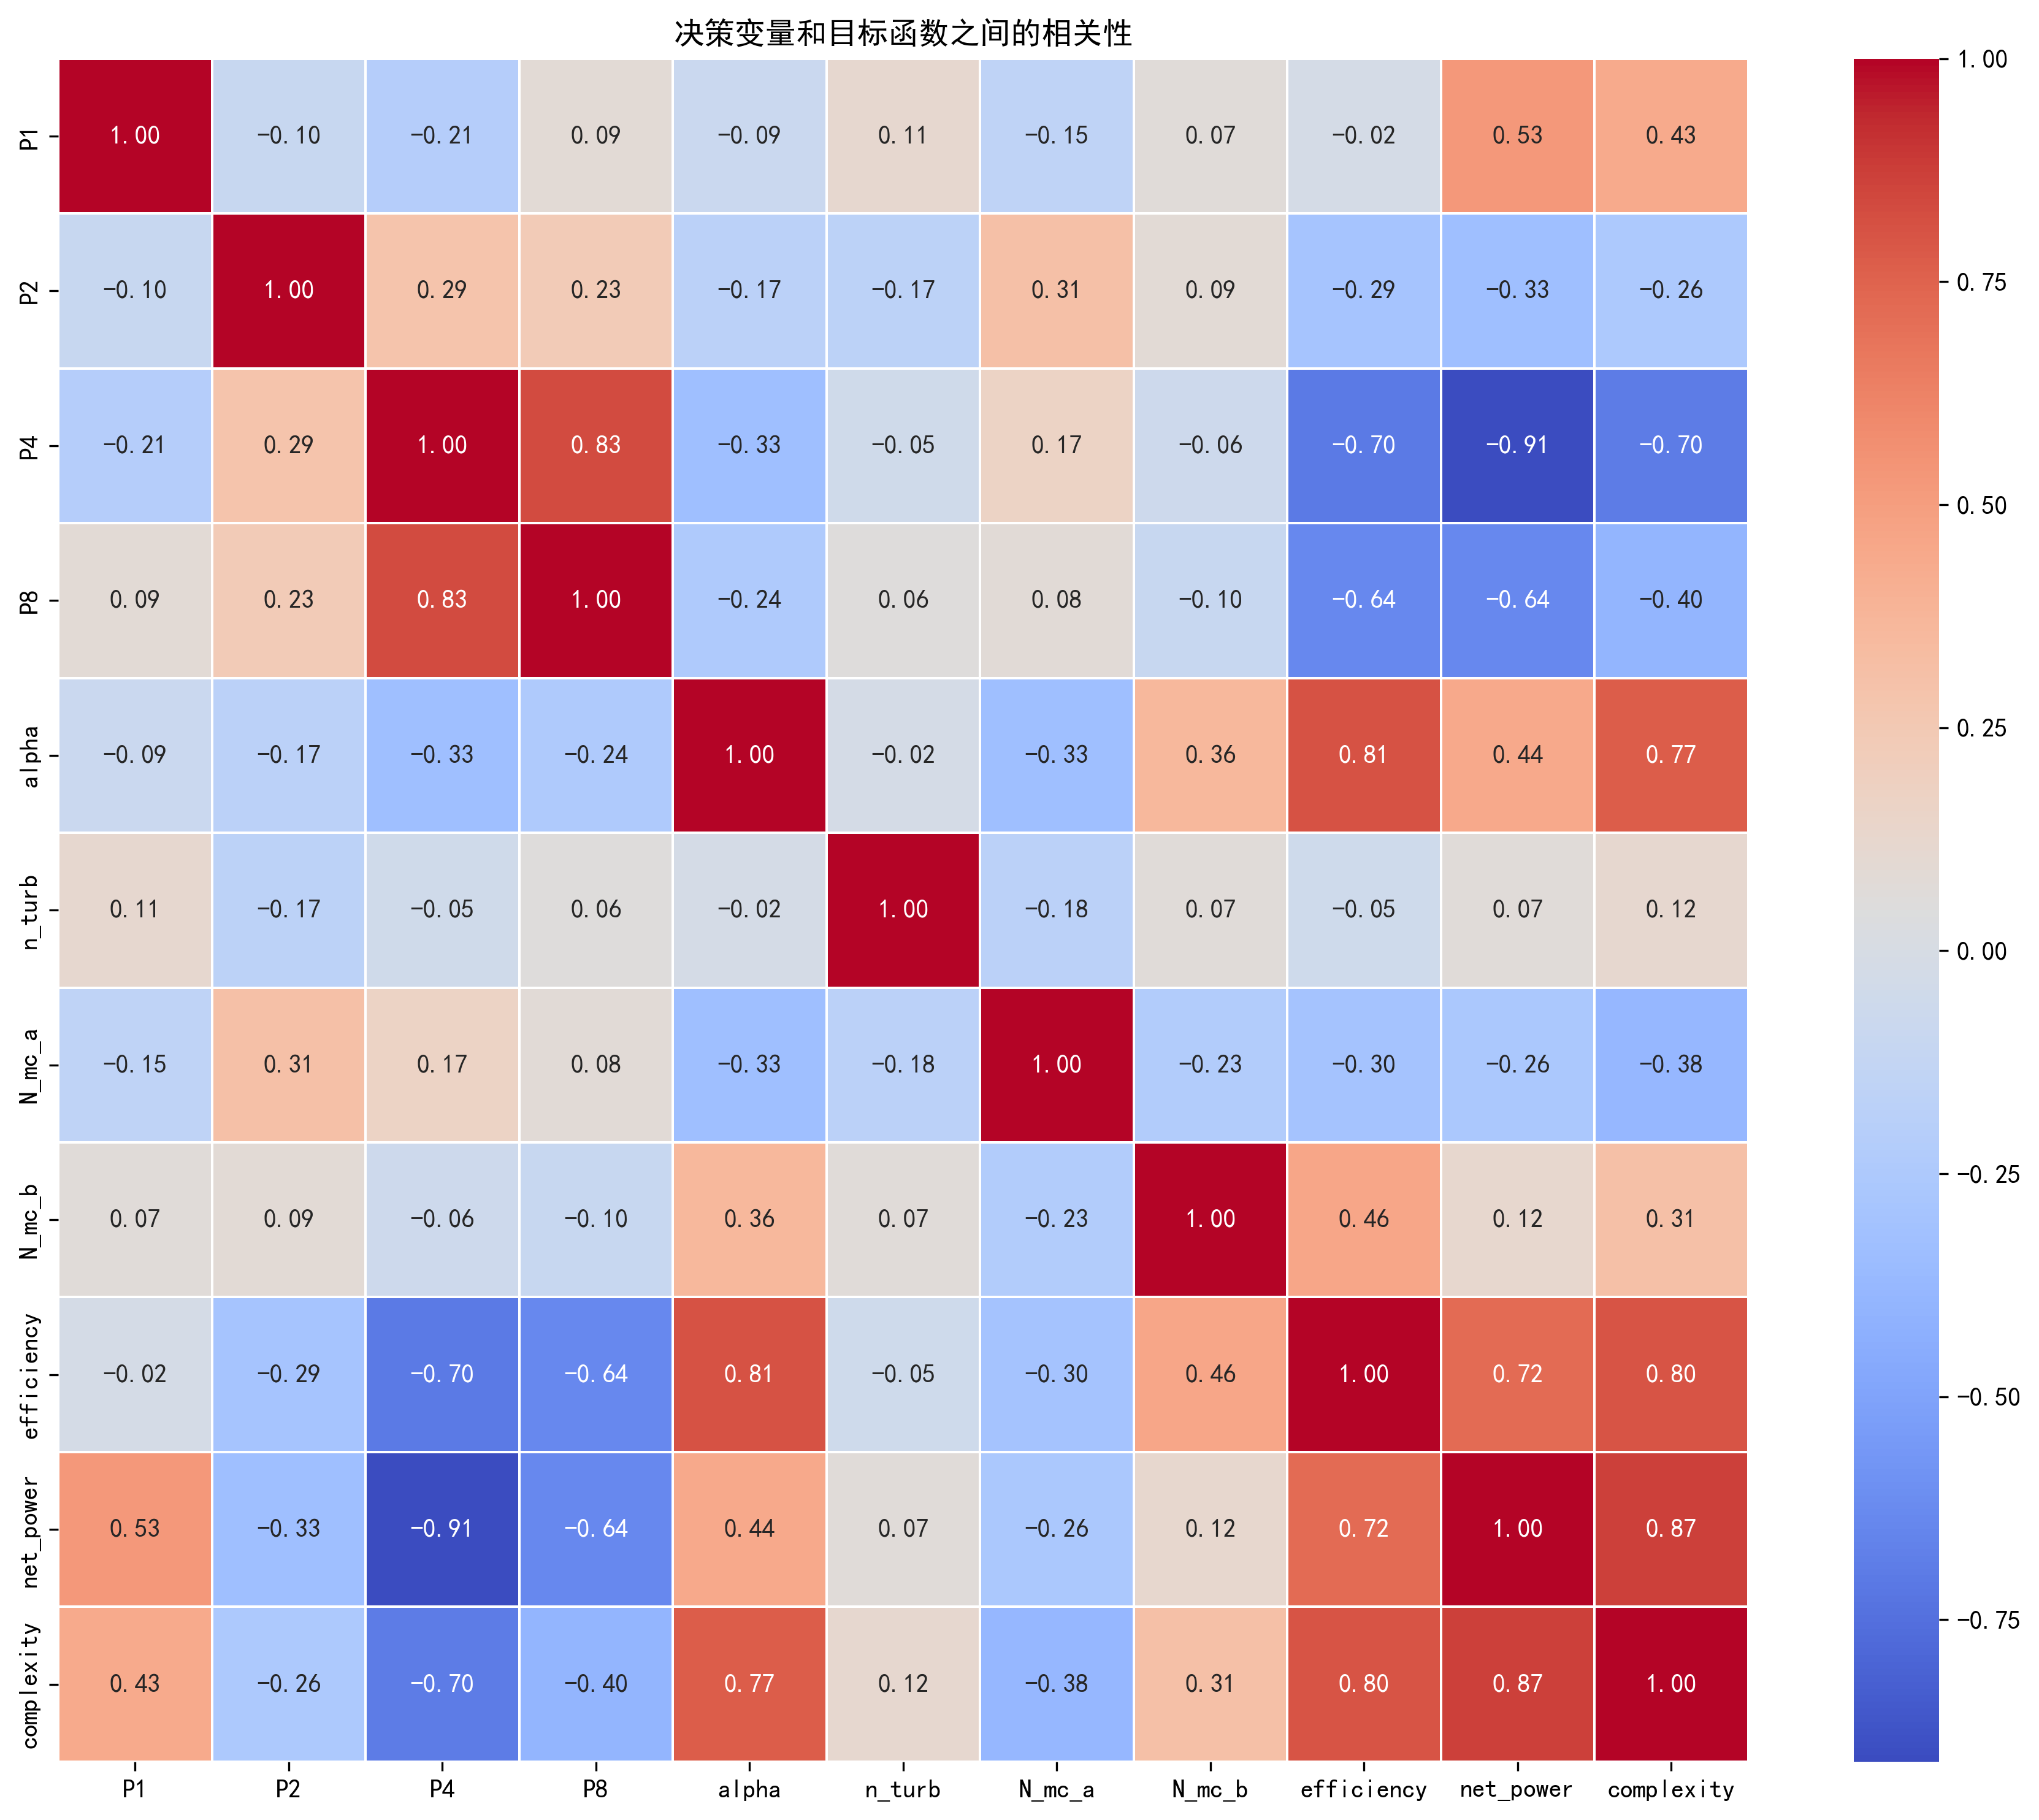 决策变量和目标函数之间的相关性
P1 1.00 −0.10 −0.21 0.09 −0.09 0.11 −0.15 0.07 −0.02 0.53 0.43
P2 −0.10 1.00 0.29 0.23 −0.17 −0.17 0.31 0.09 −0.29 −0.33 −0.26
P4 −0.21 0.29 1.00 0.83 −0.33 −0.05 0.17 −0.06 −0.70 −0.91 −0.70
P8 0.09 0.23 0.83 1.00 −0.24 0.06 0.08 −0.10 −0.64 −0.64 −0.40
alpha −0.09 −0.17 −0.33 −0.24 1.00 −0.02 −0.33 0.36 0.81 0.44 0.77
n_turb 0.11 −0.17 −0.05 0.06 −0.02 1.00 −0.18 0.07 −0.05 0.07 0.12
N_mc_a −0.15 0.31 0.17 0.08 −0.33 −0.18 1.00 −0.23 −0.30 −0.26 −0.38
N_mc_b 0.07 0.09 −0.06 −0.10 0.36 0.07 −0.23 1.00 0.46 0.12 0.31
efficiency −0.02 −0.29 −0.70 −0.64 0.81 −0.05 −0.30 0.46 1.00 0.72 0.80
net_power 0.53 −0.33 −0.91 −0.64 0.44 0.07 −0.26 0.12 0.72 1.00 0.87
complexity 0.43 −0.26 −0.70 −0.40 0.77 0.12 −0.38 0.31 0.80 0.87 1.00
P1 P2 P4 P8 alpha n_turb N_mc_a N_mc_b efficiency net_power complexity
1.00
0.75
0.50
0.25
0.00
−0.25
−0.50
−0.75